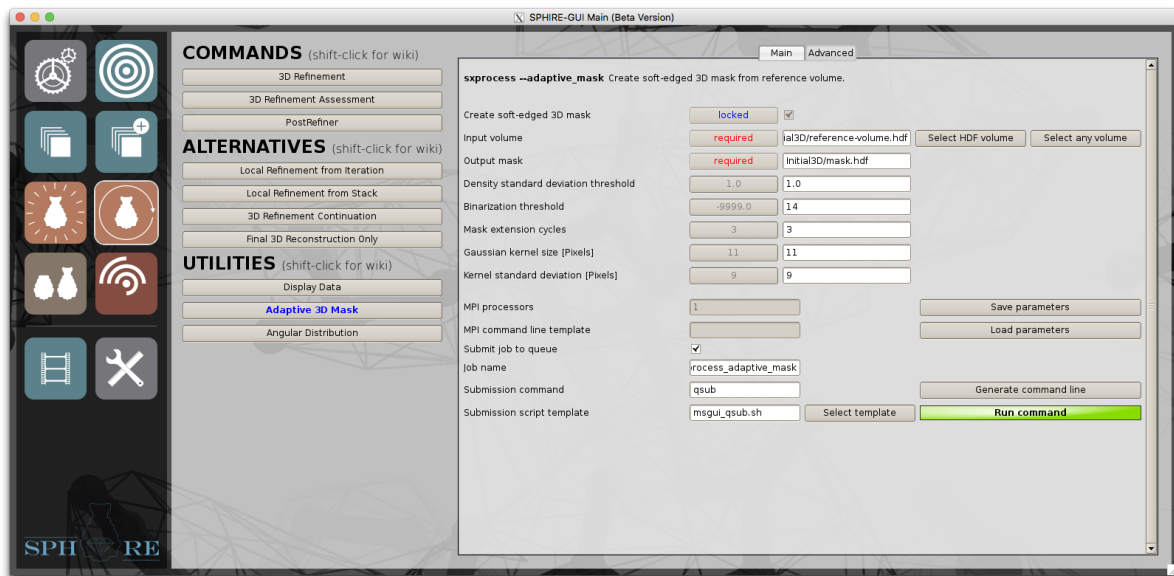 SPHIRE-GUI Main (Beta Version)
COMMANDS (shift-click for wiki)
3D Refinement
3D Refinement Assessment
PostRefiner
ALTERNATIVES (shift-click for wiki)
Local Refinement from Iteration
Local Refinement from Stack
3D Refinement Continuation
Final 3D Reconstruction Only
UTILITIES (shift-click for wiki)
Display Data
Adaptive 3D Mask
Angular Distribution
SPHIRE
Main Advanced
sxprocess --adaptive_mask Create soft-edged 3D mask from reference volume.
Create soft-edged 3D mask locked
Input volume required ial3D/reference-volume.hdf Select HDF volume Select any volume
Output mask required Initial3D/mask.hdf
Density standard deviation threshold 1.0 1.0
Binarization threshold -9999.0 14
Mask extension cycles 3 3
Gaussian kernel size [Pixels] 11 11
Kernel standard deviation [Pixels] 9 9
MPI processors 1 Save parameters
MPI command line template Load parameters
Submit job to queue
Job name rocess_adaptive_mask
Submission command qsub Generate command line
Submission script template msgui_qsub.sh Select template Run command